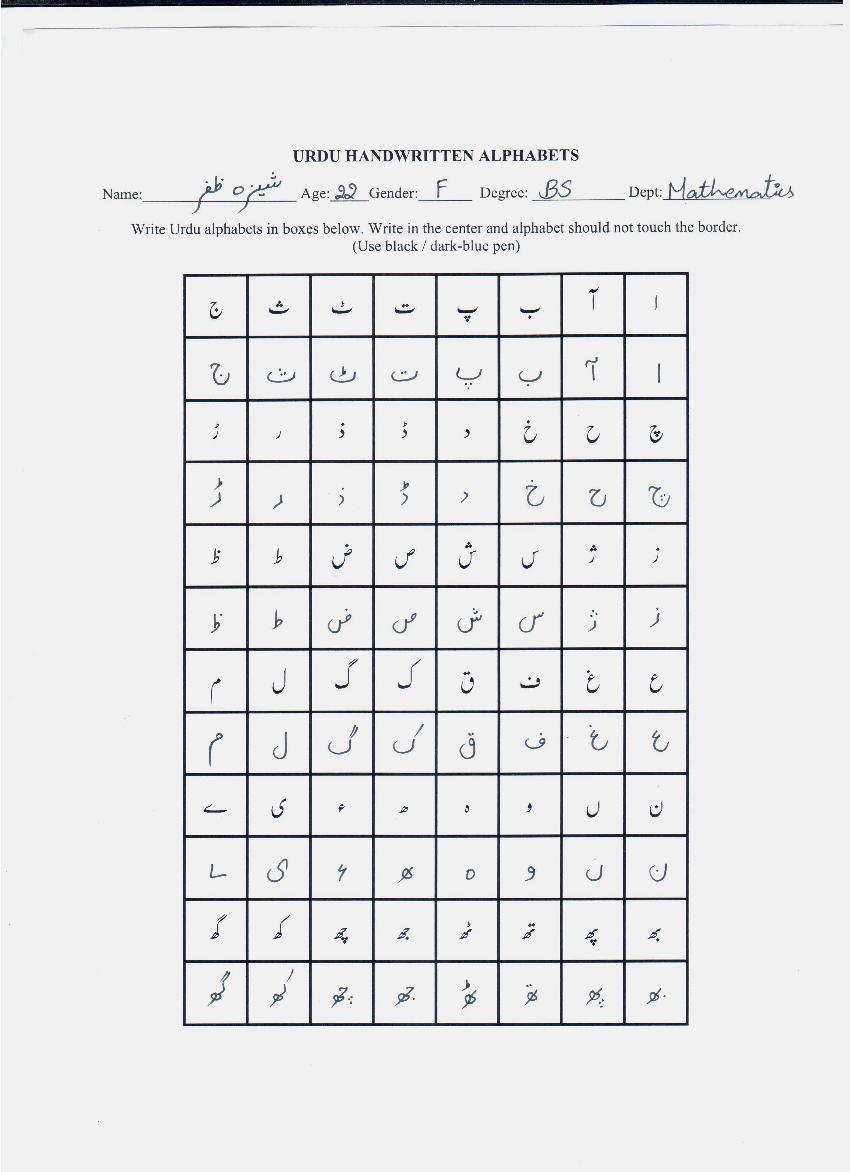 URDU HANDWRITTEN ALPHABETS
Name: شیزہ ظفر Age: 22 Gender: F Degree: BS Dept: Mathematics
Write Urdu alphabets in boxes below. Write in the center and alphabet should not touch the border.
(Use black / dark-blue pen)
ا آ ب پ ت ٹ ث ج
ا آ ب پ ت ٹ ث ج
چ ح خ د ڈ ذ ر ڑ
چ ح خ د ڈ ذ ر ڑ
ز ژ س ش ص ض ط ظ
ز ژ س ش ص ض ط ظ
ع غ ف ق ک گ ل م
ع غ ف ق ک گ ل م
ن ں و ہ ھ ء ی ے
ن ں و ہ ھ ء ی ے
بھ پھ تھ ٹھ جھ چھ کھ گھ
بھ پھ تھ ٹھ جھ چھ کھ گھ